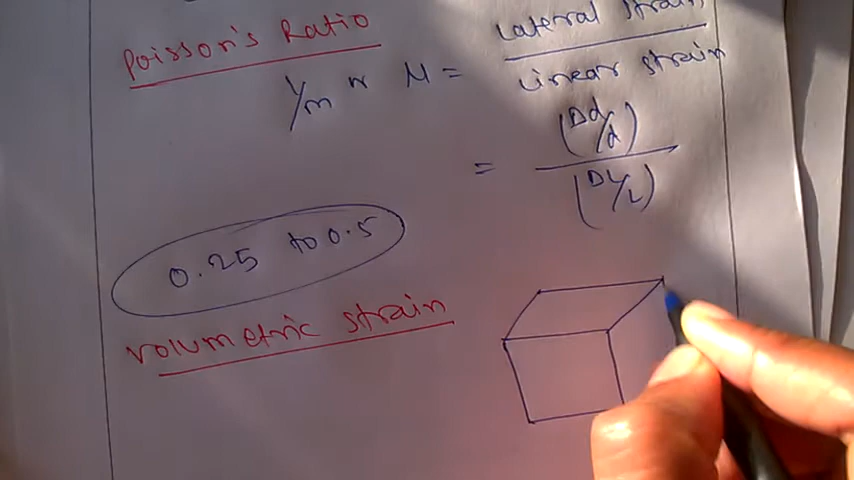 Poisson's Ratio
Lateral strain
1/m or μ =
Linear strain
= (Δd/d)
(ΔL/L)
0.25 to 0.5
volumetric strain